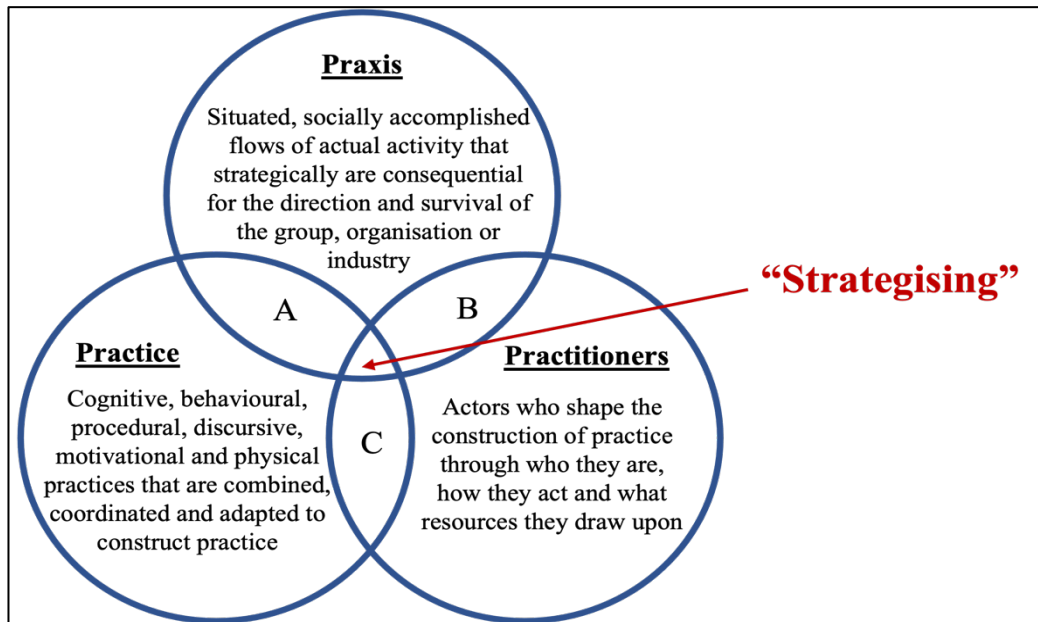 Praxis
Situated, socially accomplished
flows of actual activity that
strategically are consequential
for the direction and survival of
the group, organisation or
industry
“Strategising”
A
B
Practice
Cognitive, behavioural,
procedural, discursive,
motivational and physical
practices that are combined,
coordinated and adapted to
construct practice
C
Practitioners
Actors who shape the
construction of practice
through who they are,
how they act and what
resources they draw upon